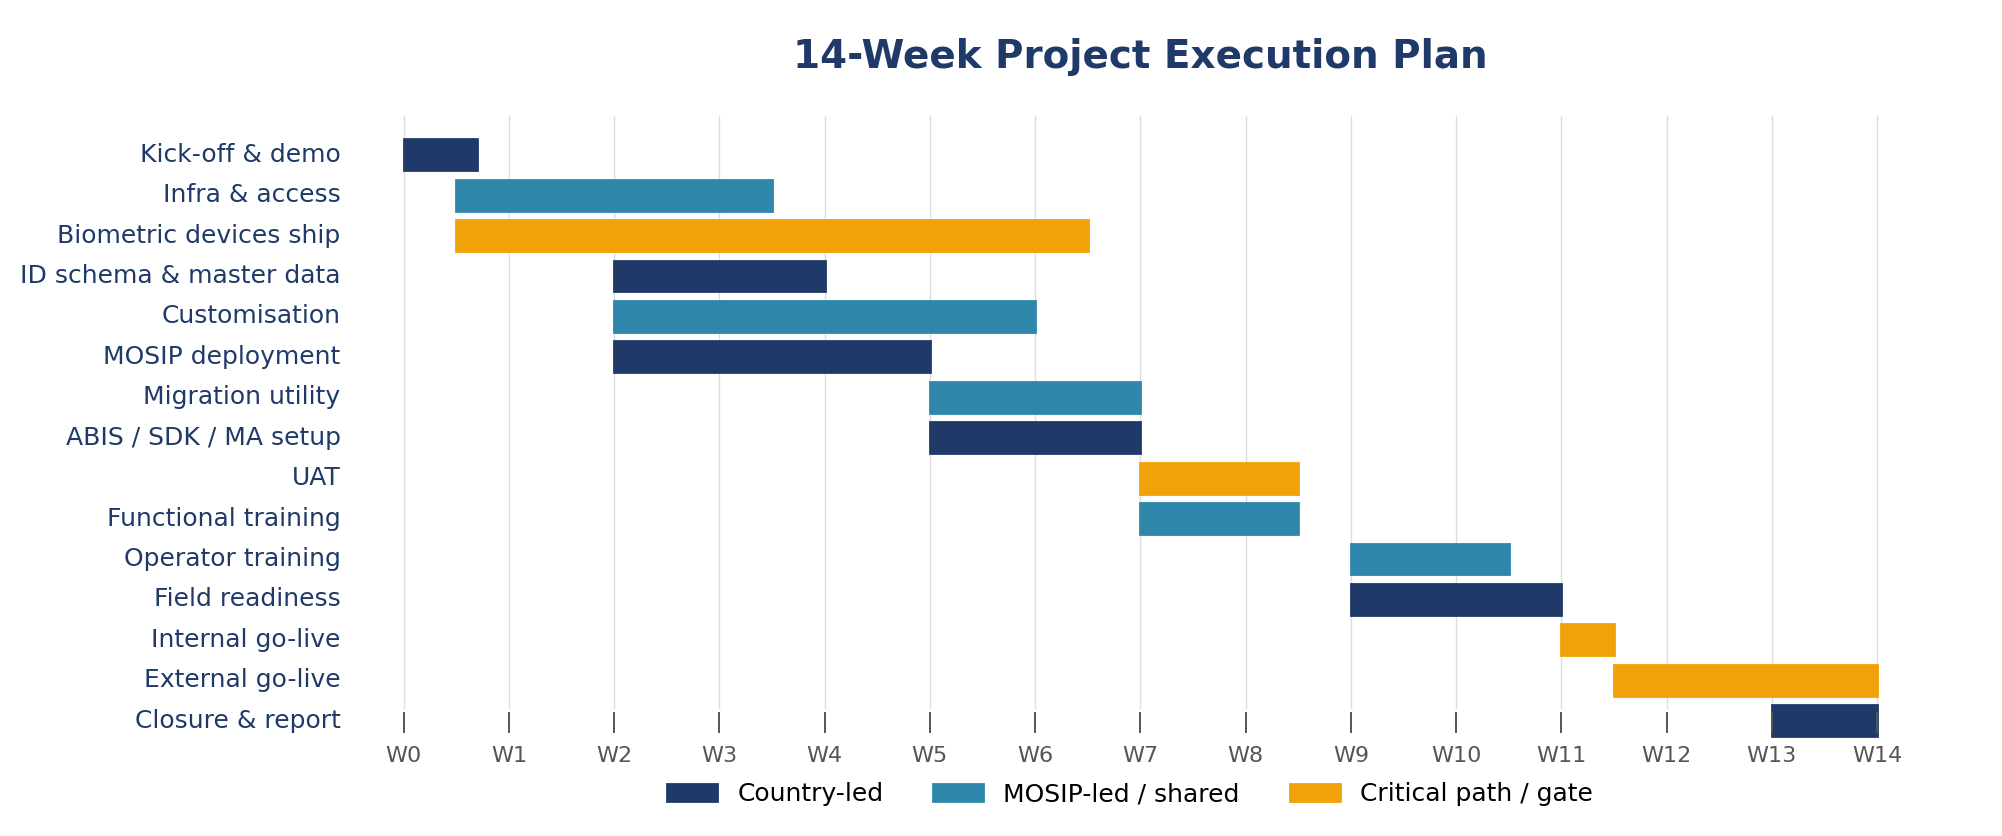 14-Week Project Execution Plan
Kick-off & demo
Infra & access
Biometric devices ship
ID schema & master data
Customisation
MOSIP deployment
Migration utility
ABIS / SDK / MA setup
UAT
Functional training
Operator training
Field readiness
Internal go-live
External go-live
Closure & report
W0 W1 W2 W3 W4 W5 W6 W7 W8 W9 W10 W11 W12 W13 W14
Country-led MOSIP-led / shared Critical path / gate